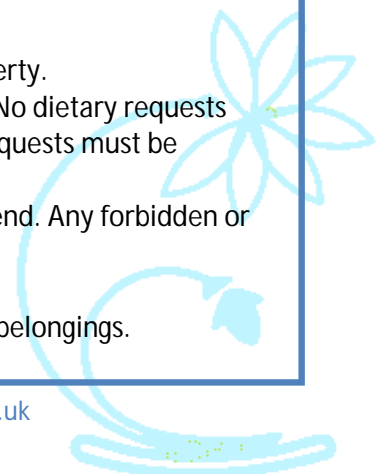 erty.
No dietary requests
quests must be
end. Any forbidden or
belongings.
.uk